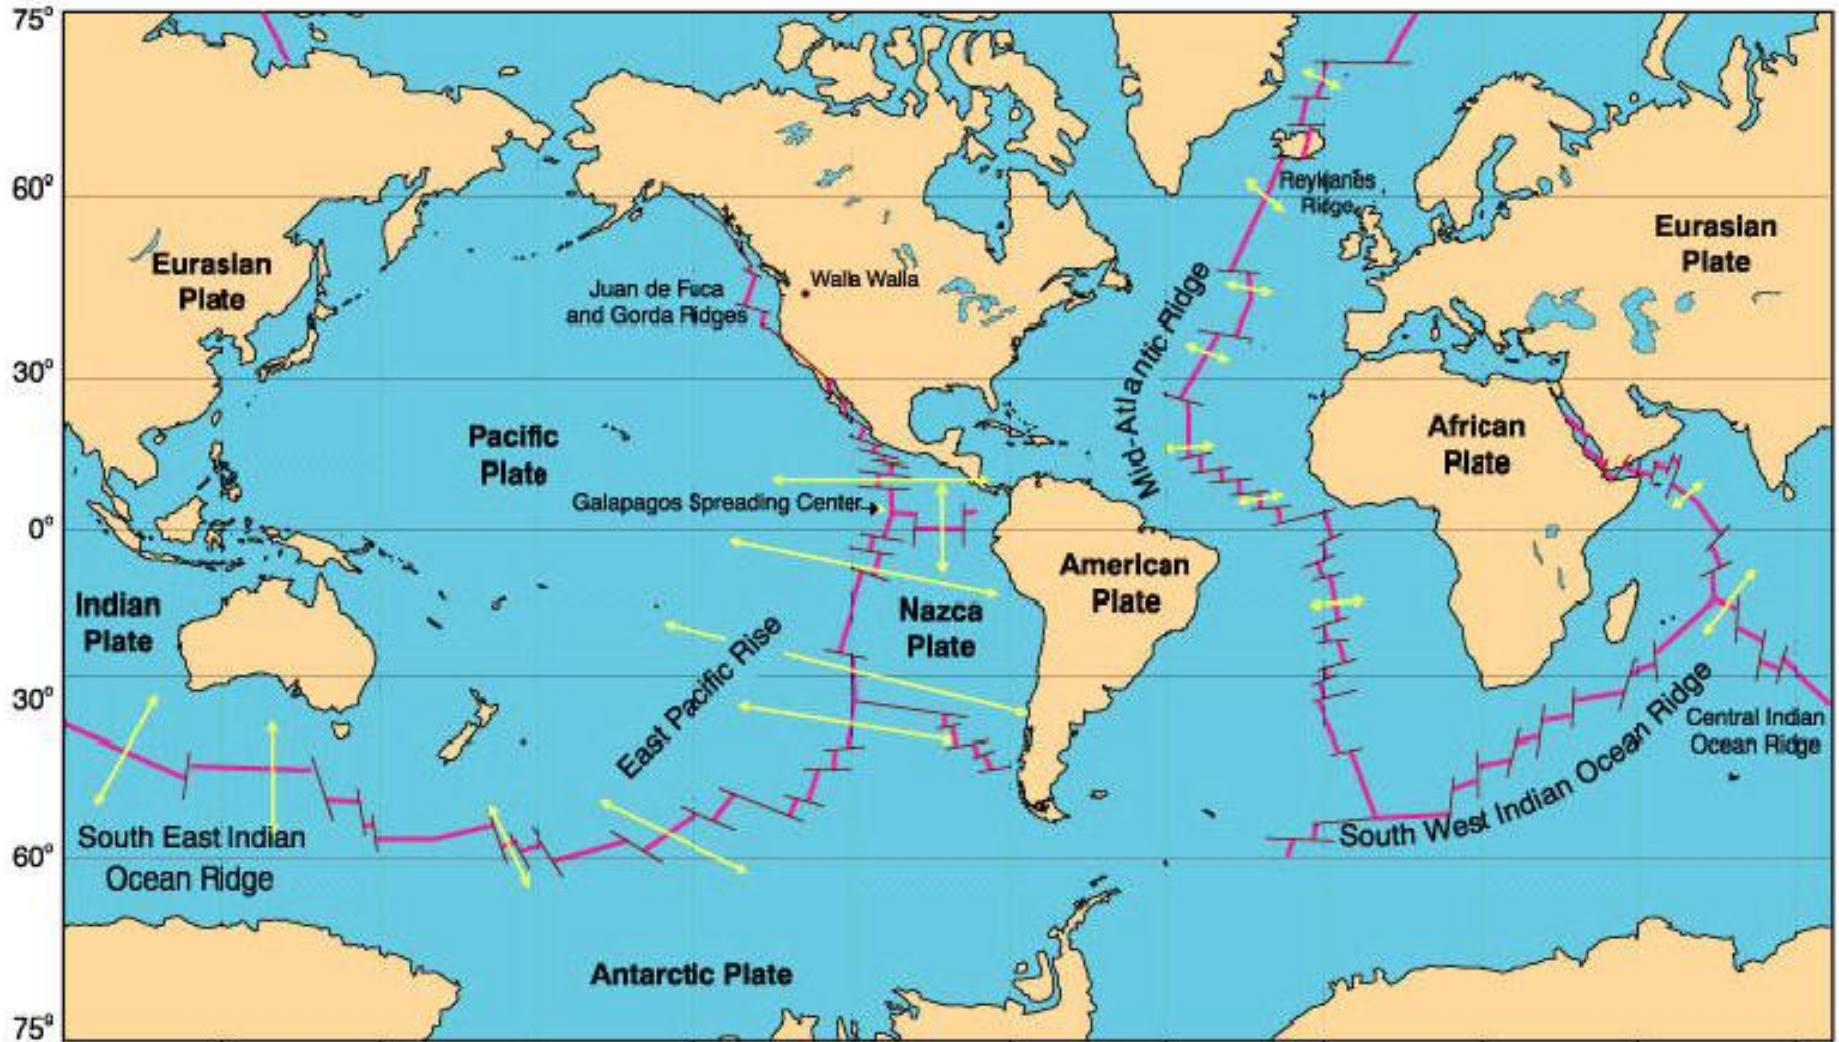 75°
60°
30°
0°
30°
60°
75°
Reykjanes
Ridge
Eurasian
Plate
Eurasian
Plate
Juan de Fuca
and Gorda Ridges
Walla Walla
Mid-Atlantic Ridge
Pacific
Plate
African
Plate
Galapagos Spreading Center
American
Plate
Indian
Plate
Nazca
Plate
East Pacific Rise
Central Indian
Ocean Ridge
South West Indian Ocean Ridge
South East Indian
Ocean Ridge
Antarctic Plate